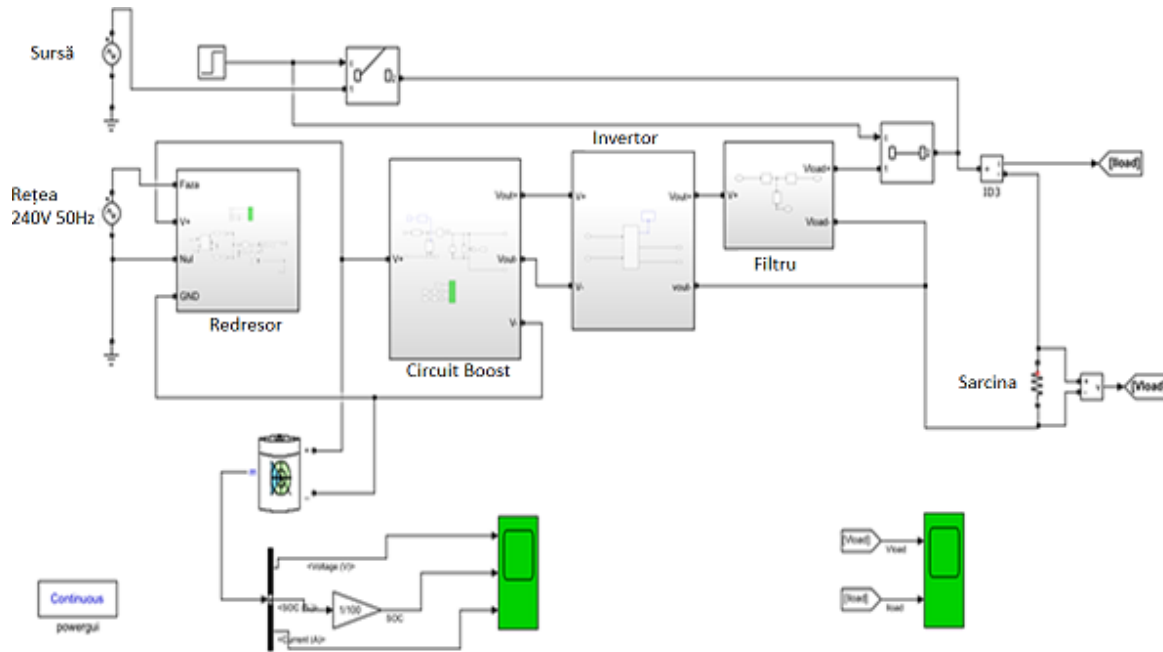 Sursă
Rețea
240V 50Hz
Faza
V+
Nul
GND
Redresor
V+
Vout+
Vout-
V-
Circuit Boost
Invertor
V+
V-
Vout+
vout-
V+
Vload+
Vload-
Filtru
ID3
[Iload]
Sarcina
[Vload]
m
<Voltage (V)>
1/100
SOC
<Current (A)>
Continuous
powergui
[Vload]
Vload
[Iload]
Iload